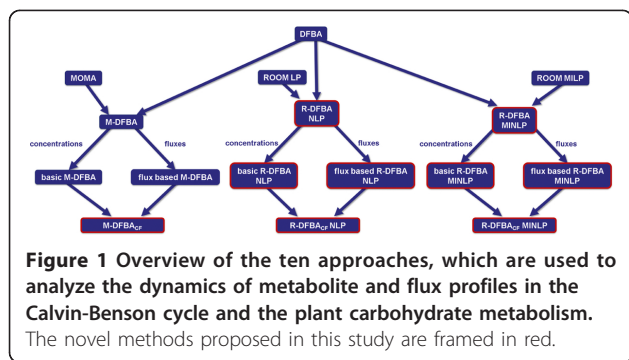 DFBA
MOMA
ROOM LP
ROOM MILP
M-DFBA
R-DFBA
NLP
R-DFBA
MINLP
concentrations
fluxes
concentrations
fluxes
concentrations
fluxes
basic M-DFBA
flux based M-DFBA
basic R-DFBA
NLP
flux based R-DFBA
NLP
basic R-DFBA
MINLP
flux based R-DFBA
MINLP
M-DFBACF
R-DFBACF NLP
R-DFBACF MINLP
Figure 1 Overview of the ten approaches, which are used to
analyze the dynamics of metabolite and flux profiles in the
Calvin-Benson cycle and the plant carbohydrate metabolism.
The novel methods proposed in this study are framed in red.